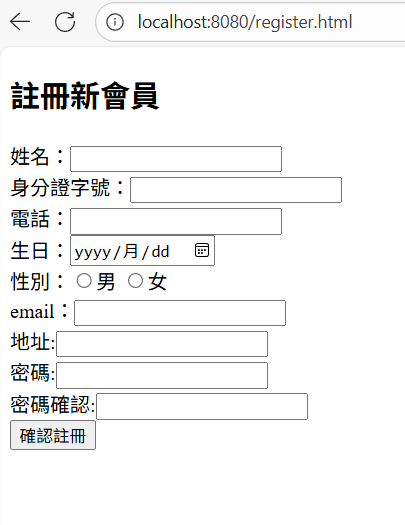 localhost:8080/register.html
註冊新會員
姓名：
身分證字號：
電話：
生日：yyyy/月/dd
性別：男 女
email：
地址:
密碼:
密碼確認:
確認註冊